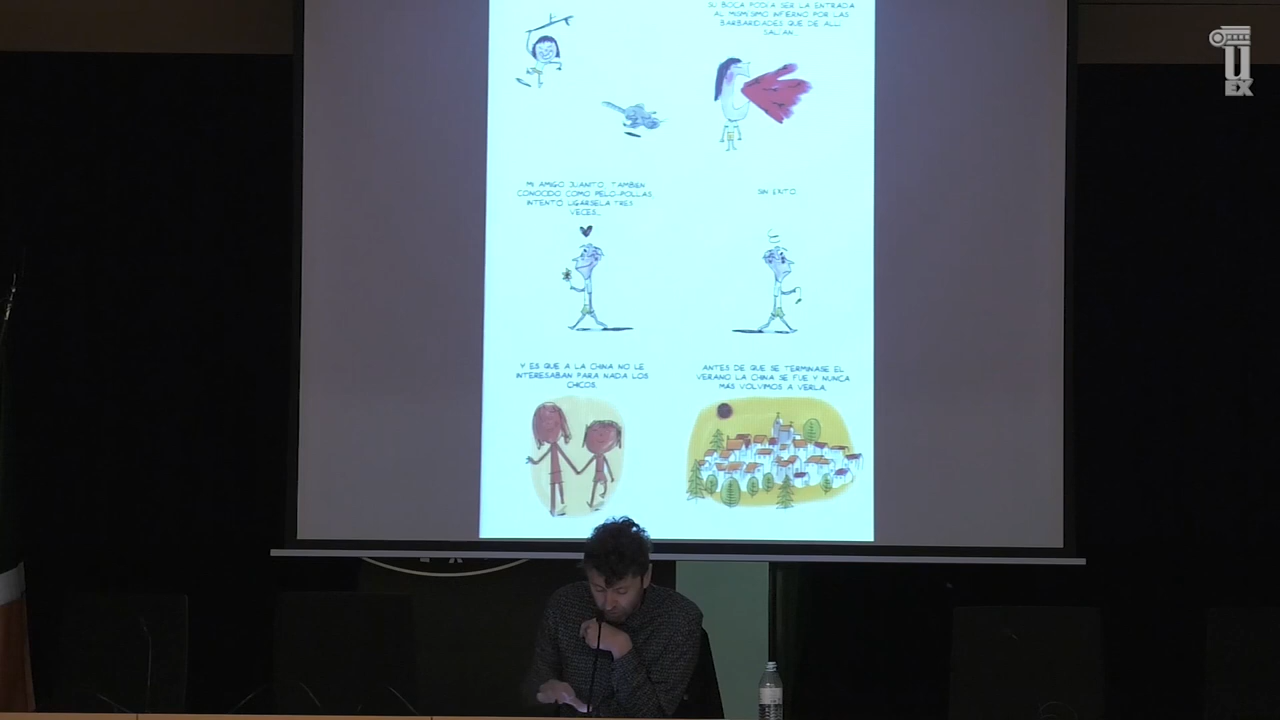 SU BOCA PODÍA SER LA ENTRADA
AL MISMÍSIMO INFIERNO POR LAS
BARBARIDADES QUE DE ALLÍ
SALÍAN...
MI AMIGO JUANITO, TAMBIÉN
CONOCIDO COMO PELO-POLLAS
INTENTÓ LIGÁRSELA TRES
VECES...
SIN ÉXITO.
Y ES QUE A LA CHINA NO LE
INTERESABAN PARA NADA LOS
CHICOS.
ANTES DE QUE SE TERMINASE EL
VERANO LA CHINA SE FUE Y NUNCA
MÁS VOLVIMOS A VERLA.
UEX